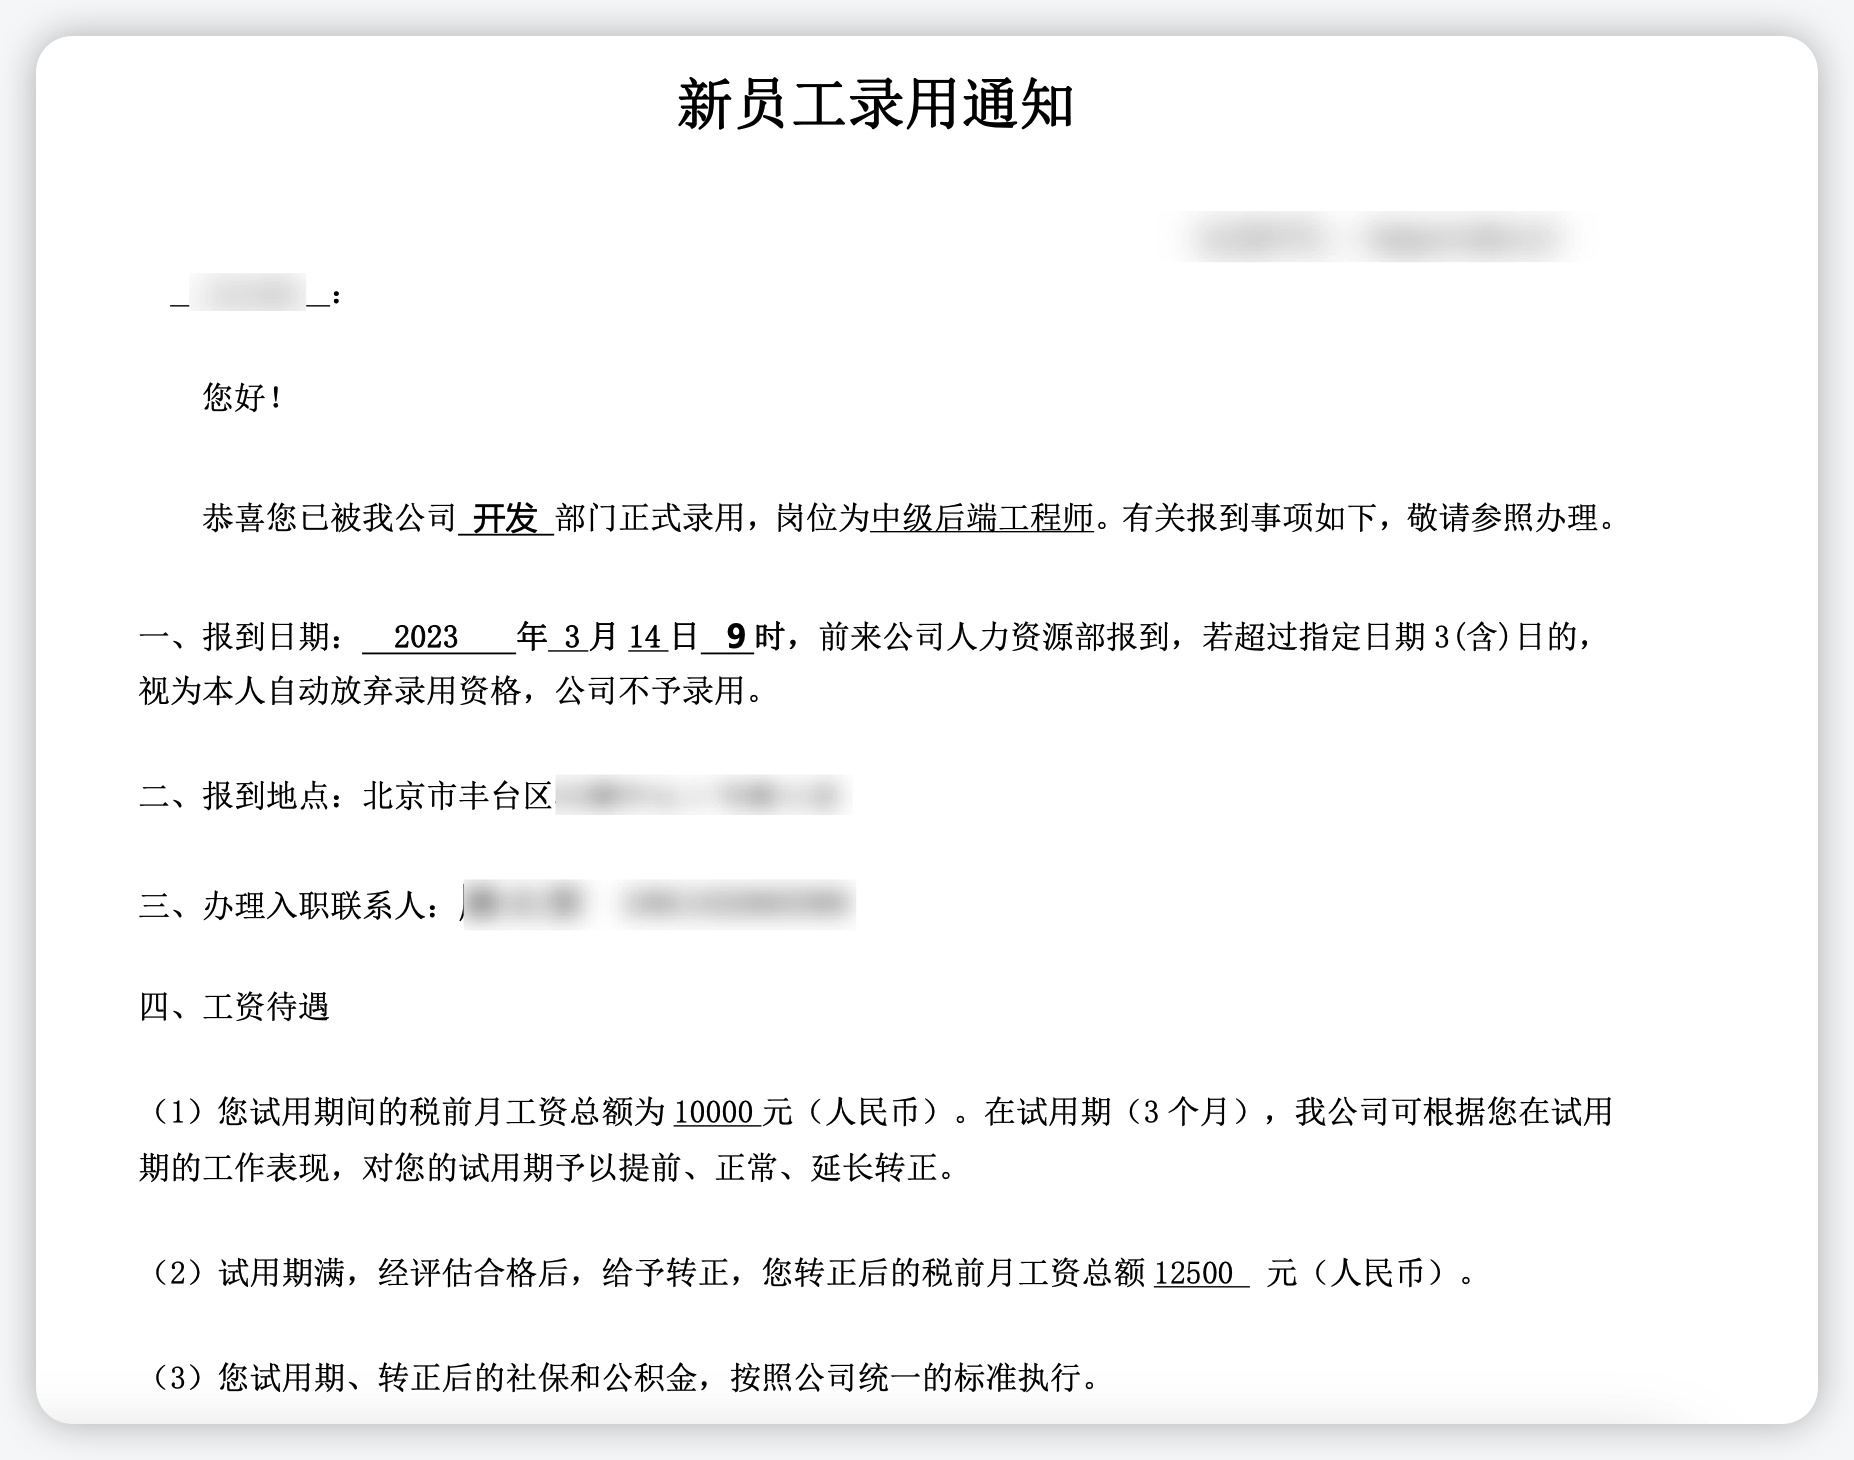 新员工录用通知
：
您好！
恭喜您已被我公司 开发 部门正式录用，岗位为中级后端工程师。有关报到事项如下，敬请参照办理。
一、报到日期： 2023 年 3 月 14 日 9 时，前来公司人力资源部报到，若超过指定日期 3(含)日的，
视为本人自动放弃录用资格，公司不予录用。
二、报到地点：北京市丰台区
三、办理入职联系人：
四、工资待遇
（1）您试用期间的税前月工资总额为 10000 元（人民币）。在试用期（3 个月），我公司可根据您在试用
期的工作表现，对您的试用期予以提前、正常、延长转正。
（2）试用期满，经评估合格后，给予转正，您转正后的税前月工资总额 12500 元（人民币）。
（3）您试用期、转正后的社保和公积金，按照公司统一的标准执行。